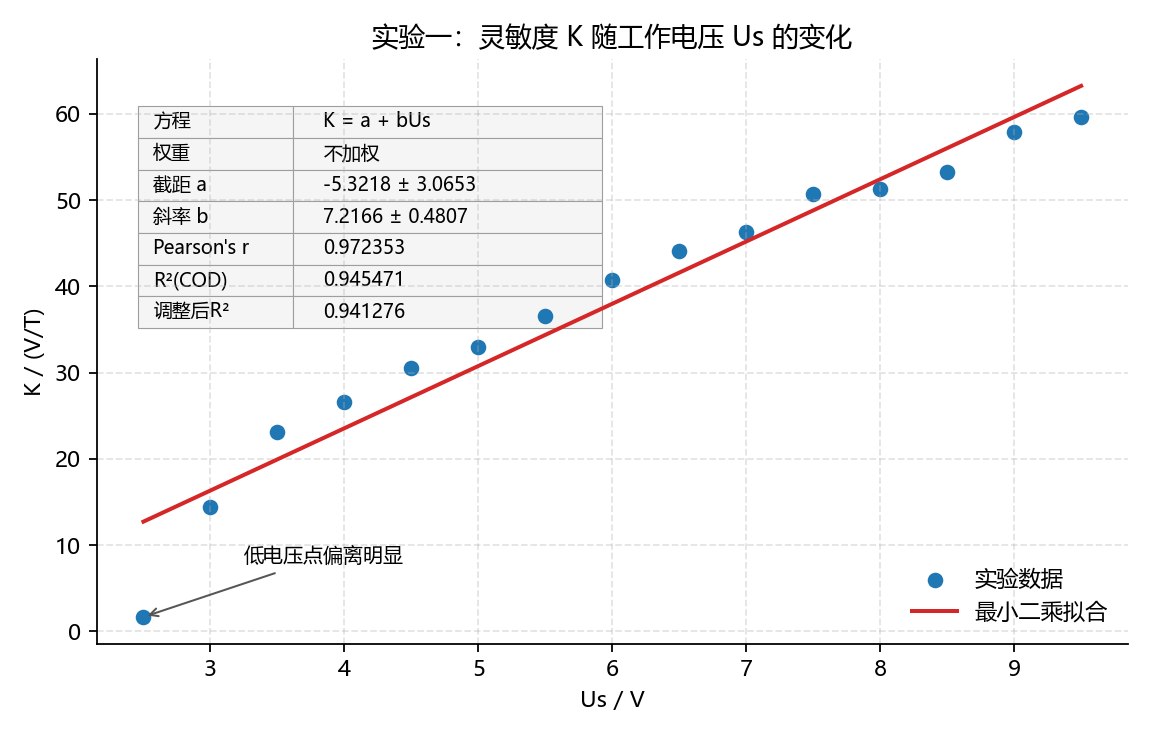 实验一：灵敏度 K 随工作电压 Us 的变化
K / (V/T)
60
50
40
30
20
10
0
方程 K = a + bUs
权重 不加权
截距 a -5.3218 ± 3.0653
斜率 b 7.2166 ± 0.4807
Pearson's r 0.972353
R²(COD) 0.945471
调整后R² 0.941276
低电压点偏离明显
实验数据
最小二乘拟合
3 4 5 6 7 8 9
Us / V